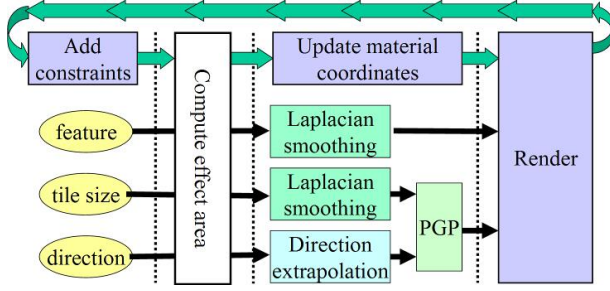 Add
constraints
Compute effect area
Update material
coordinates
Render
feature
Laplacian
smoothing
tile size
Laplacian
smoothing
PGP
direction
Direction
extrapolation